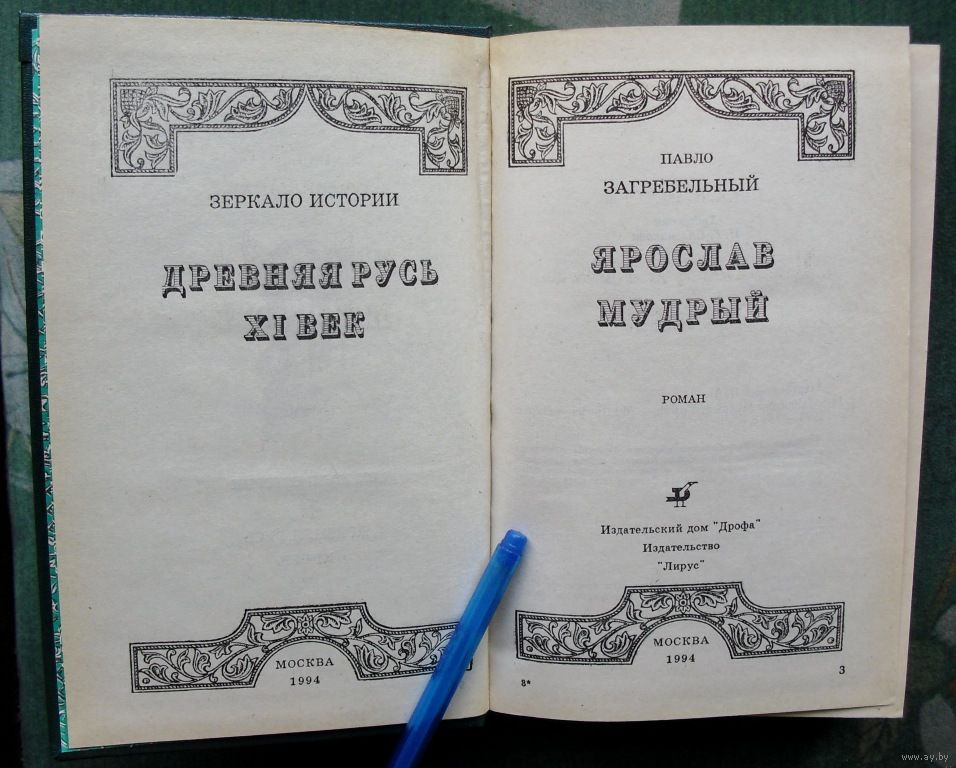 ЗЕРКАЛО ИСТОРИИ
ДРЕВНЯЯ РУСЬ
XI ВЕК
МОСКВА
1994
ПАВЛО
ЗАГРЕБЕЛЬНЫЙ
ЯРОСЛАВ
МУДРЫЙ
РОМАН
Издательский дом "Дрофа"
Издательство
"Лирус"
МОСКВА
1994
8*
3
www.ay.by